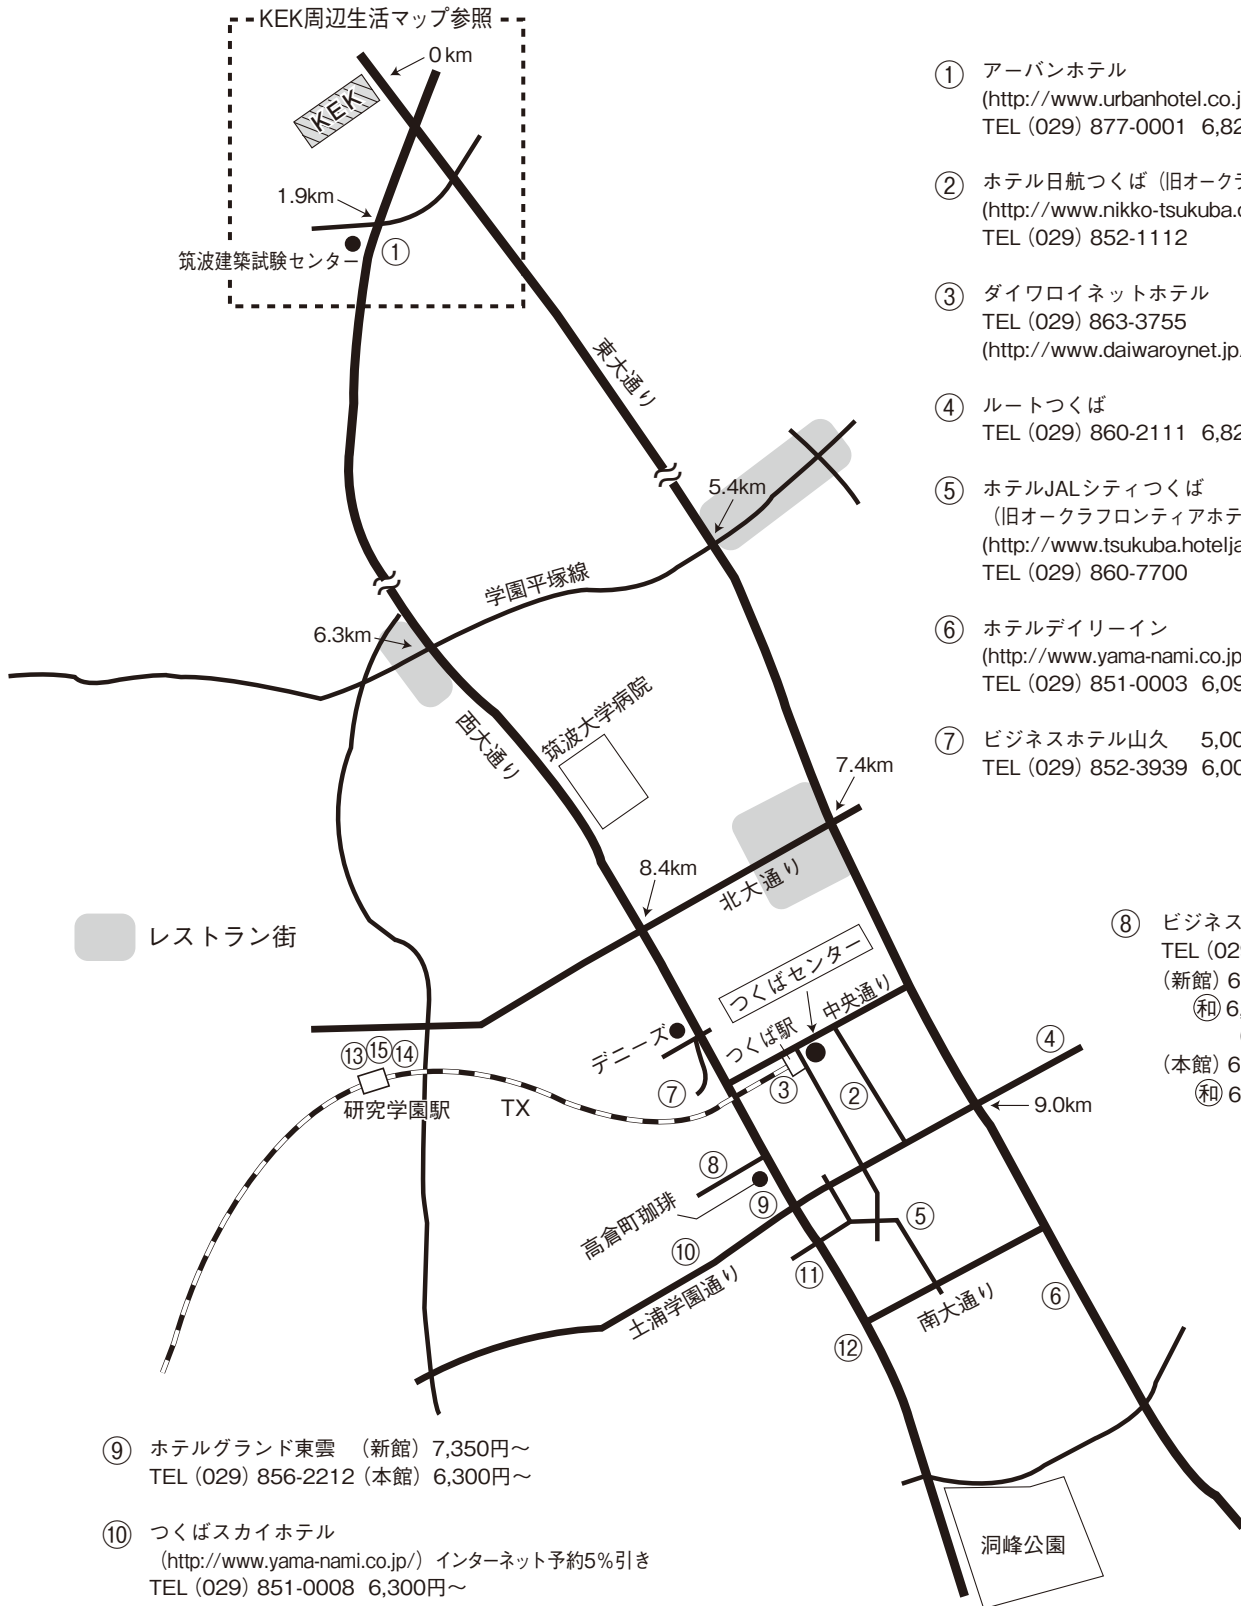 KEK周辺生活マップ参照
0km
KEK
1.9km
筑波建築試験センター
①
東大通り
5.4km
学園平塚線
6.3km
西大通り
筑波大学病院
7.4km
8.4km
北大通り
レストラン街
つくばセンター
中央通り
つくば駅
デニーズ
④
⑬⑮⑭
③
②
⑦
9.0km
研究学園駅
TX
⑧
⑨
高倉町珈琲
⑤
⑩
⑪
土浦学園通り
⑥
南大通り
⑫
洞峰公園
① アーバンホテル
(http://www.urbanhotel.co.j
TEL (029) 877-0001 6,82
② ホテル日航つくば (旧オークラ
(http://www.nikko-tsukuba.
TEL (029) 852-1112
③ ダイワロイネットホテル
TEL (029) 863-3755
(http://www.daiwaroynet.jp
④ ルートつくば
TEL (029) 860-2111 6,82
⑤ ホテルJALシティつくば
(旧オークラフロンティアホテ
(http://www.tsukuba.hotelja
TEL (029) 860-7700
⑥ ホテルデイリーイン
(http://www.yama-nami.co.jp
TEL (029) 851-0003 6,09
⑦ ビジネスホテル山久 5,00
TEL (029) 852-3939 6,00
⑧ ビジネス
TEL (02
(新館) 6
㊒和 6,
(本館) 6
和 6
⑨ ホテルグランド東雲 (新館) 7,350円～
TEL (029) 856-2212 (本館) 6,300円～
⑩ つくばスカイホテル
(http://www.yama-nami.co.jp/) インターネット予約5%引き
TEL (029) 851-0008 6,300円～